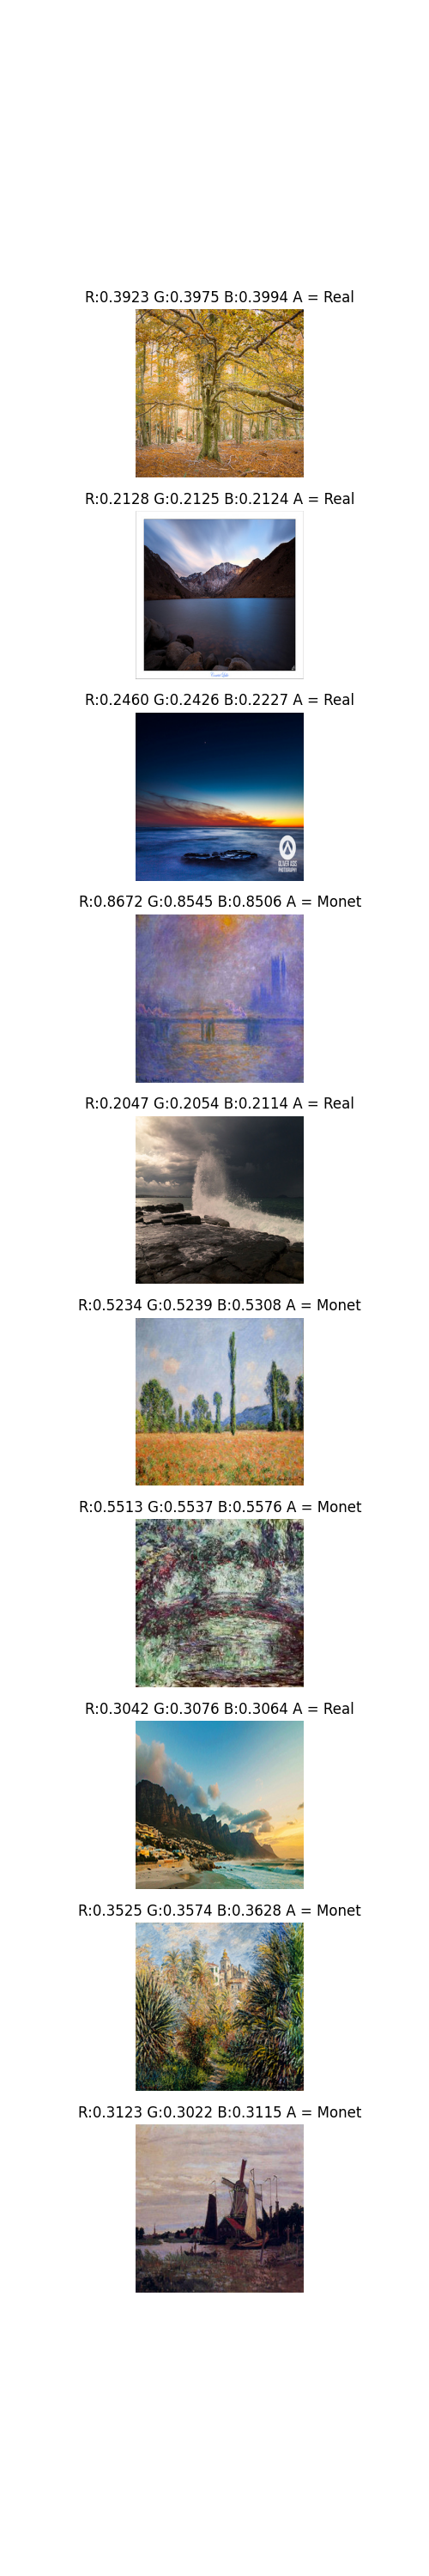 R:0.3923 G:0.3975 B:0.3994 A = Real
R:0.2128 G:0.2125 B:0.2124 A = Real
R:0.2460 G:0.2426 B:0.2227 A = Real
PHOTOGRAPHY
R:0.8672 G:0.8545 B:0.8506 A = Monet
R:0.2047 G:0.2054 B:0.2114 A = Real
R:0.5234 G:0.5239 B:0.5308 A = Monet
R:0.5513 G:0.5537 B:0.5576 A = Monet
R:0.3042 G:0.3076 B:0.3064 A = Real
R:0.3525 G:0.3574 B:0.3628 A = Monet
R:0.3123 G:0.3022 B:0.3115 A = Monet